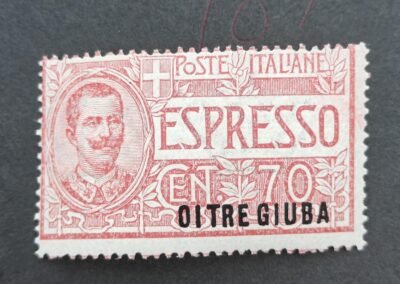 POSTE ITALIANE
ESPRESSO
CENT. 70
OLTRE GIUBA